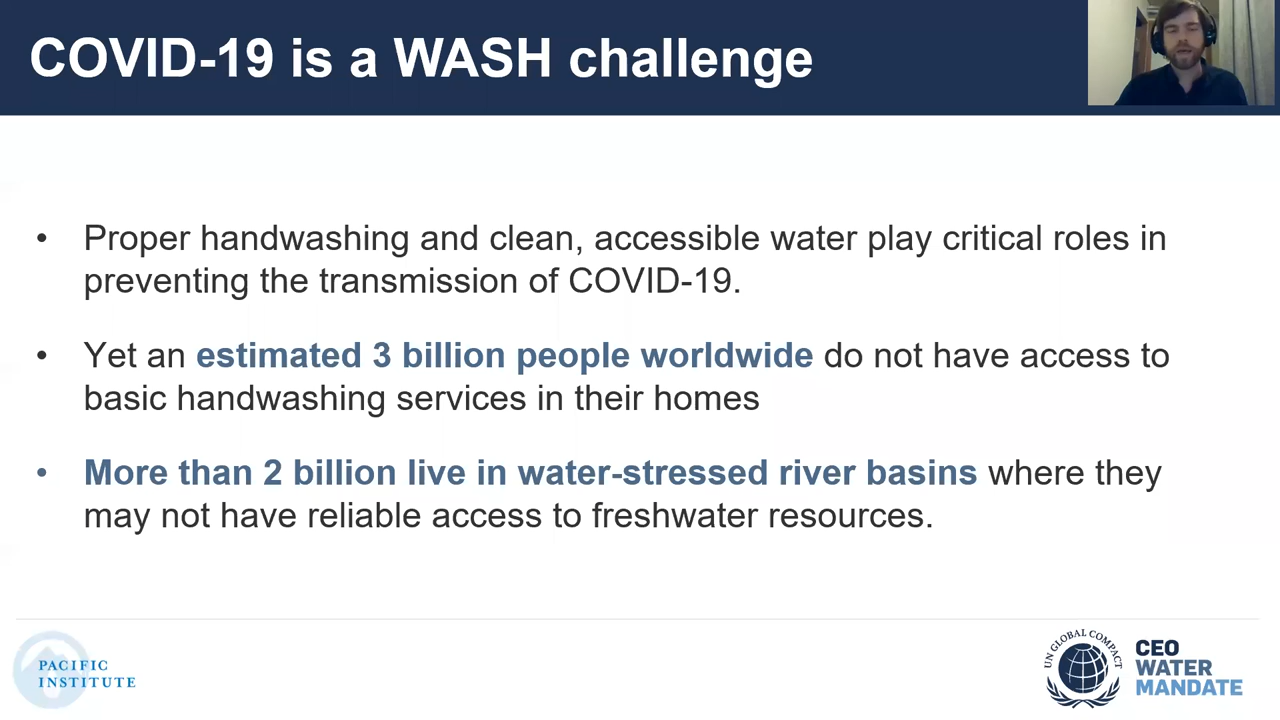 COVID-19 is a WASH challenge
• Proper handwashing and clean, accessible water play critical roles in
preventing the transmission of COVID-19.
• Yet an estimated 3 billion people worldwide do not have access to
basic handwashing services in their homes
• More than 2 billion live in water-stressed river basins where they
may not have reliable access to freshwater resources.
PACIFIC
INSTITUTE
UN GLOBAL COMPACT
CEO
WATER
MANDATE